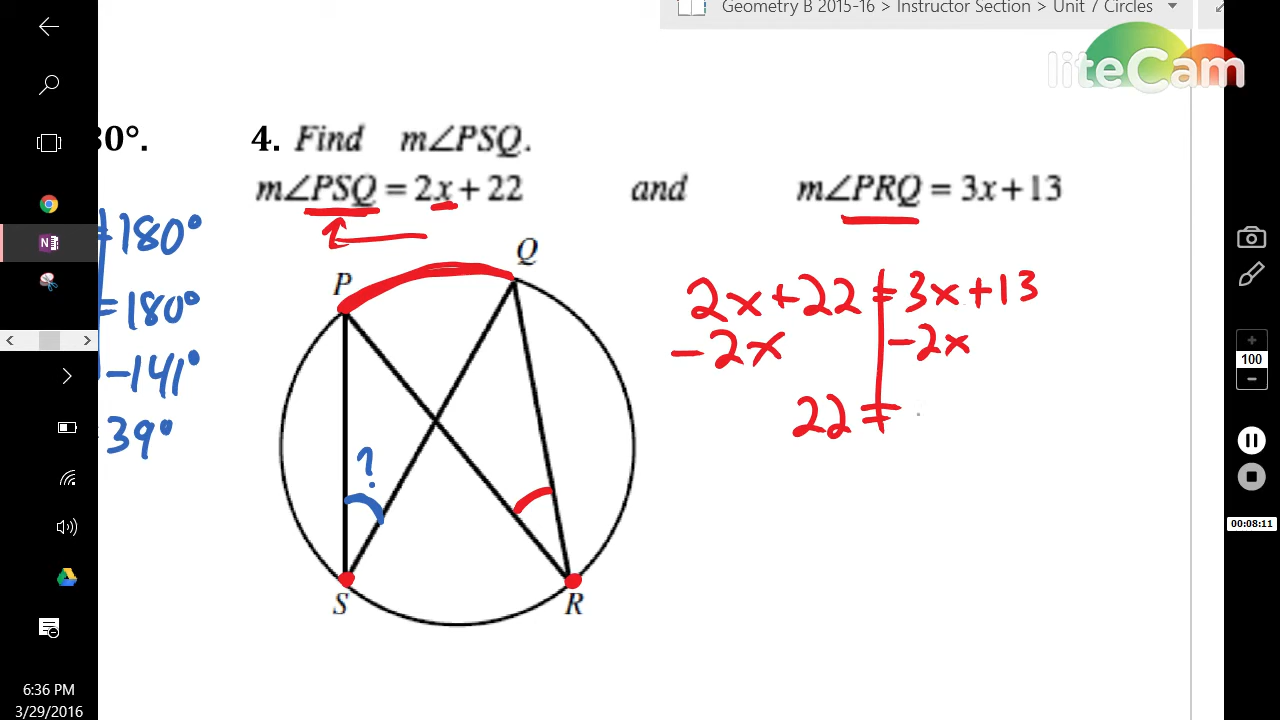 Geometry B 2015-16 > Instructor Section > Unit 7 Circles
liteCam
30°.
4. Find m∠PSQ.
m∠PSQ = 2x + 22 and m∠PRQ = 3x + 13
= 180°
= 180°
- 141°
39°
Q
P
2x + 22 = 3x + 13
- 2x - 2x
22 =
?
S
R
100
00:08:11
6:36 PM
3/29/2016